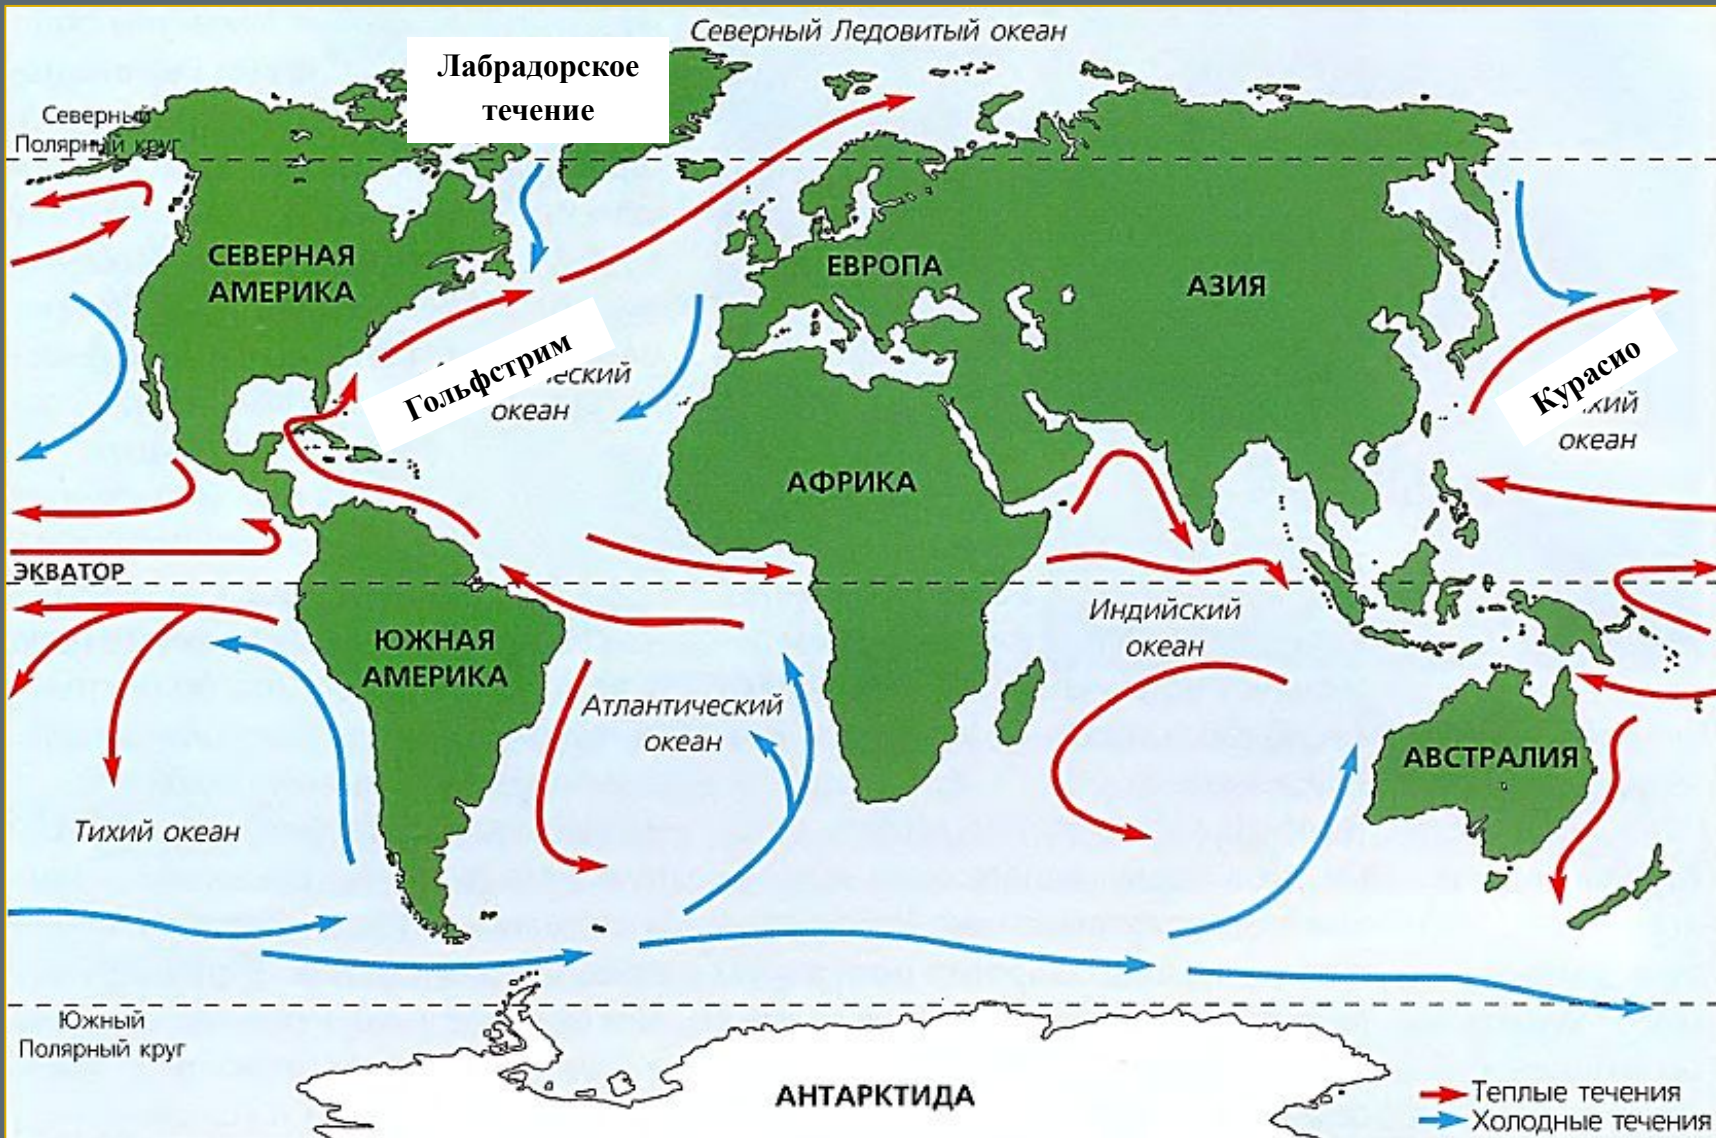 Северный Ледовитый океан
Лабрадорское
течение
Северный
Полярный круг
СЕВЕРНАЯ
АМЕРИКА
ЕВРОПА
АЗИЯ
Гольфстрим
океан
Курасио
океан
АФРИКА
ЭКВАТОР
Индийский
океан
ЮЖНАЯ
АМЕРИКА
Атлантический
океан
АВСТРАЛИЯ
Тихий океан
Южный
Полярный круг
АНТАРКТИДА
Теплые течения
Холодные течения